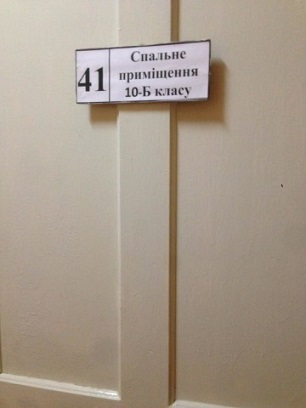 41
Спальне
приміщення
10-Б класу